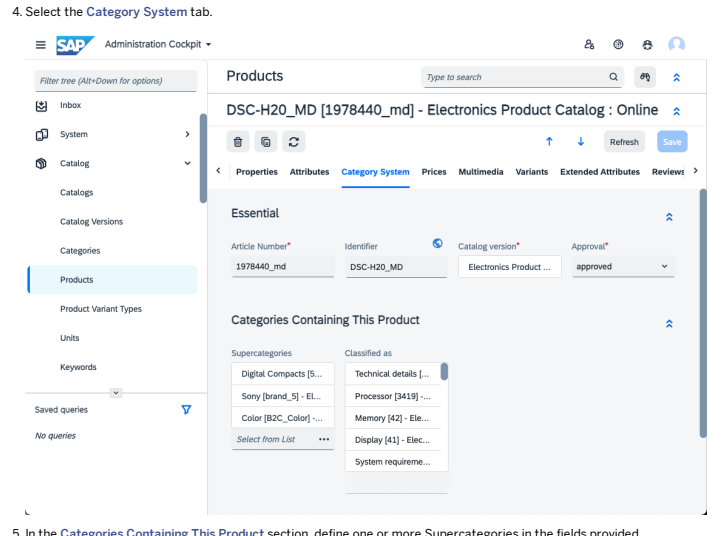 4. Select the Category System tab.
SAP Administration Cockpit
Filter tree (Alt+Down for options)
Inbox
System
Catalog
Catalogs
Catalog Versions
Categories
Products
Product Variant Types
Units
Keywords
Saved queries
No queries
Products
Type to search
DSC-H20_MD [1978440_md] - Electronics Product Catalog : Online
Refresh
Save
Properties Attributes Category System Prices Multimedia Variants Extended Attributes Reviews
Essential
Article Number* Identifier Catalog version* Approval*
1978440_md DSC-H20_MD Electronics Product ... approved
Categories Containing This Product
Supercategories
Digital Compacts [5...
Sony [brand_5] - El...
Color [B2C_Color] -...
Select from List ...
Classified as
Technical details [...
Processor [3419] -...
Memory [42] - Ele...
Display [41] - Elec...
System requireme...
5. In the Categories Containing This Product section, define one or more Supercategories in the fields provided.